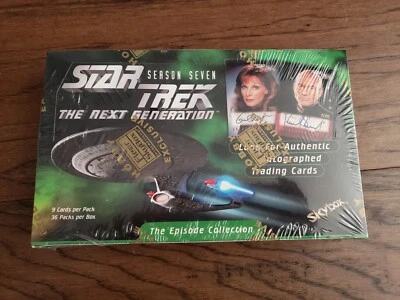 STAR TREK
SEASON SEVEN
THE NEXT GENERATION
Look For Authentic
Autographed
Trading Cards
9 Cards per Pack
36 Packs per Box
The Episode Collection
SkyBox